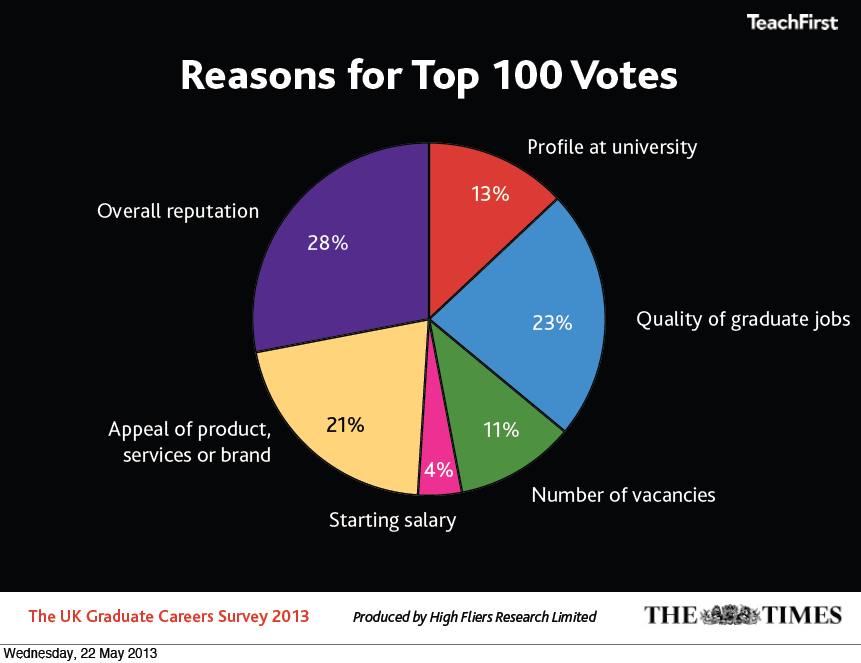 TeachFirst
Reasons for Top 100 Votes
Profile at university
13%
Overall reputation
28%
Quality of graduate jobs
23%
Appeal of product,
services or brand
21%
11%
4%
Number of vacancies
Starting salary
The UK Graduate Careers Survey 2013
Produced by High Fliers Research Limited
THE TIMES
Wednesday, 22 May 2013